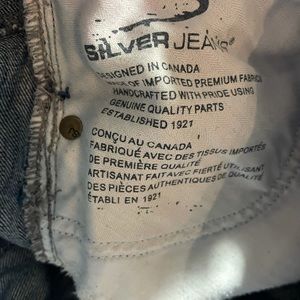 SILVER JEANS
DESIGNED IN CANADA
MADE OF IMPORTED PREMIUM FABRICS
HANDCRAFTED WITH PRIDE USING
GENUINE QUALITY PARTS
ESTABLISHED 1921
CONÇU AU CANADA
FABRIQUÉ AVEC DES TISSUS IMPORTÉS
DE PREMIÈRE QUALITÉ
ARTISANAT FAIT AVEC FIERTÉ UTILISANT
DES PIÈCES AUTHENTIQUES DE QUALITÉ
ÉTABLI EN 1921